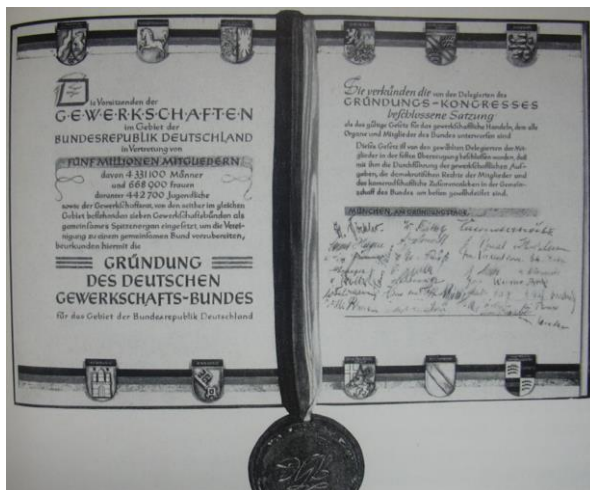 Die Vorsitzenden der
G·E·W·E·R·K·S·C·H·A·F·T·E·N
im Gebiet der
BUNDESREPUBLIK DEUTSCHLAND
in Vertretung von
FÜNF MILLIONEN MITGLIEDERN
davon 4 331 100 Männer
und 668 900 Frauen
darunter 442 700 Jugendliche
sowie der Gewerkschaftsrat, von den seither im gleichen
Gebiet bestehenden sieben Gewerkschaftsbünden als
gemeinsames Spitzenorgan eingesetzt, um die Verei-
nigung zu einem gemeinsamen Bund vorzubereiten,
beurkunden hiermit die
GRÜNDUNG
DES DEUTSCHEN
GEWERKSCHAFTS-BUNDES
für das Gebiet der Bundesrepublik Deutschland
Sie verkünden die von den Delegierten des
GRÜNDUNGS-KONGRESSES
beschlossene Satzung
als das gültige Gesetz für das gewerkschaftliche Handeln, dem alle
Organe und Mitglieder des Bundes unterworfen sind
Dieses Gesetz ist von den gewählten Delegierten der Mit-
glieder in der festen Überzeugung beschlossen worden, daß
mit ihm die Durchführung der gewerkschaftlichen Auf-
gaben, die demokratischen Rechte der Mitglieder und
das kameradschaftliche Zusammenleben in der Gemein-
schaft des Bundes am besten gewährleistet sind.
MÜNCHEN, AM GRÜNDUNGSTAGE